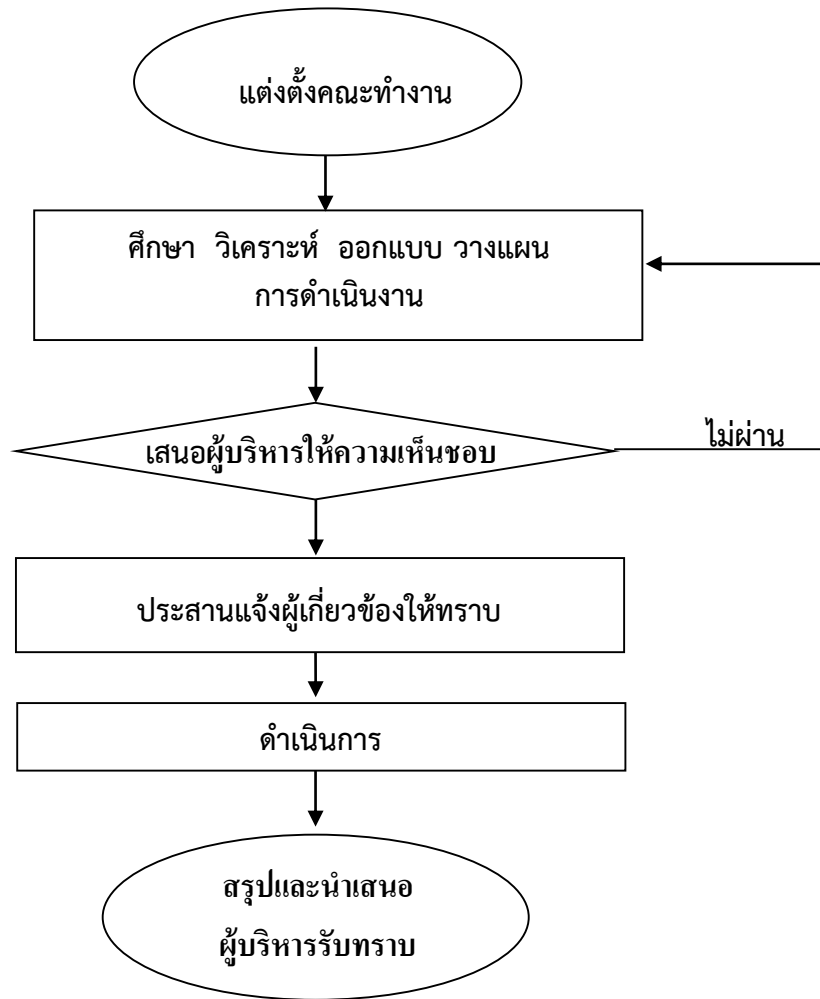 แต่งตั้งคณะทำงาน
ศึกษา วิเคราะห์ ออกแบบ วางแผน
การดำเนินงาน
เสนอผู้บริหารให้ความเห็นชอบ
ไม่ผ่าน
ประสานแจ้งผู้เกี่ยวข้องให้ทราบ
ดำเนินการ
สรุปและนำเสนอ
ผู้บริหารรับทราบ